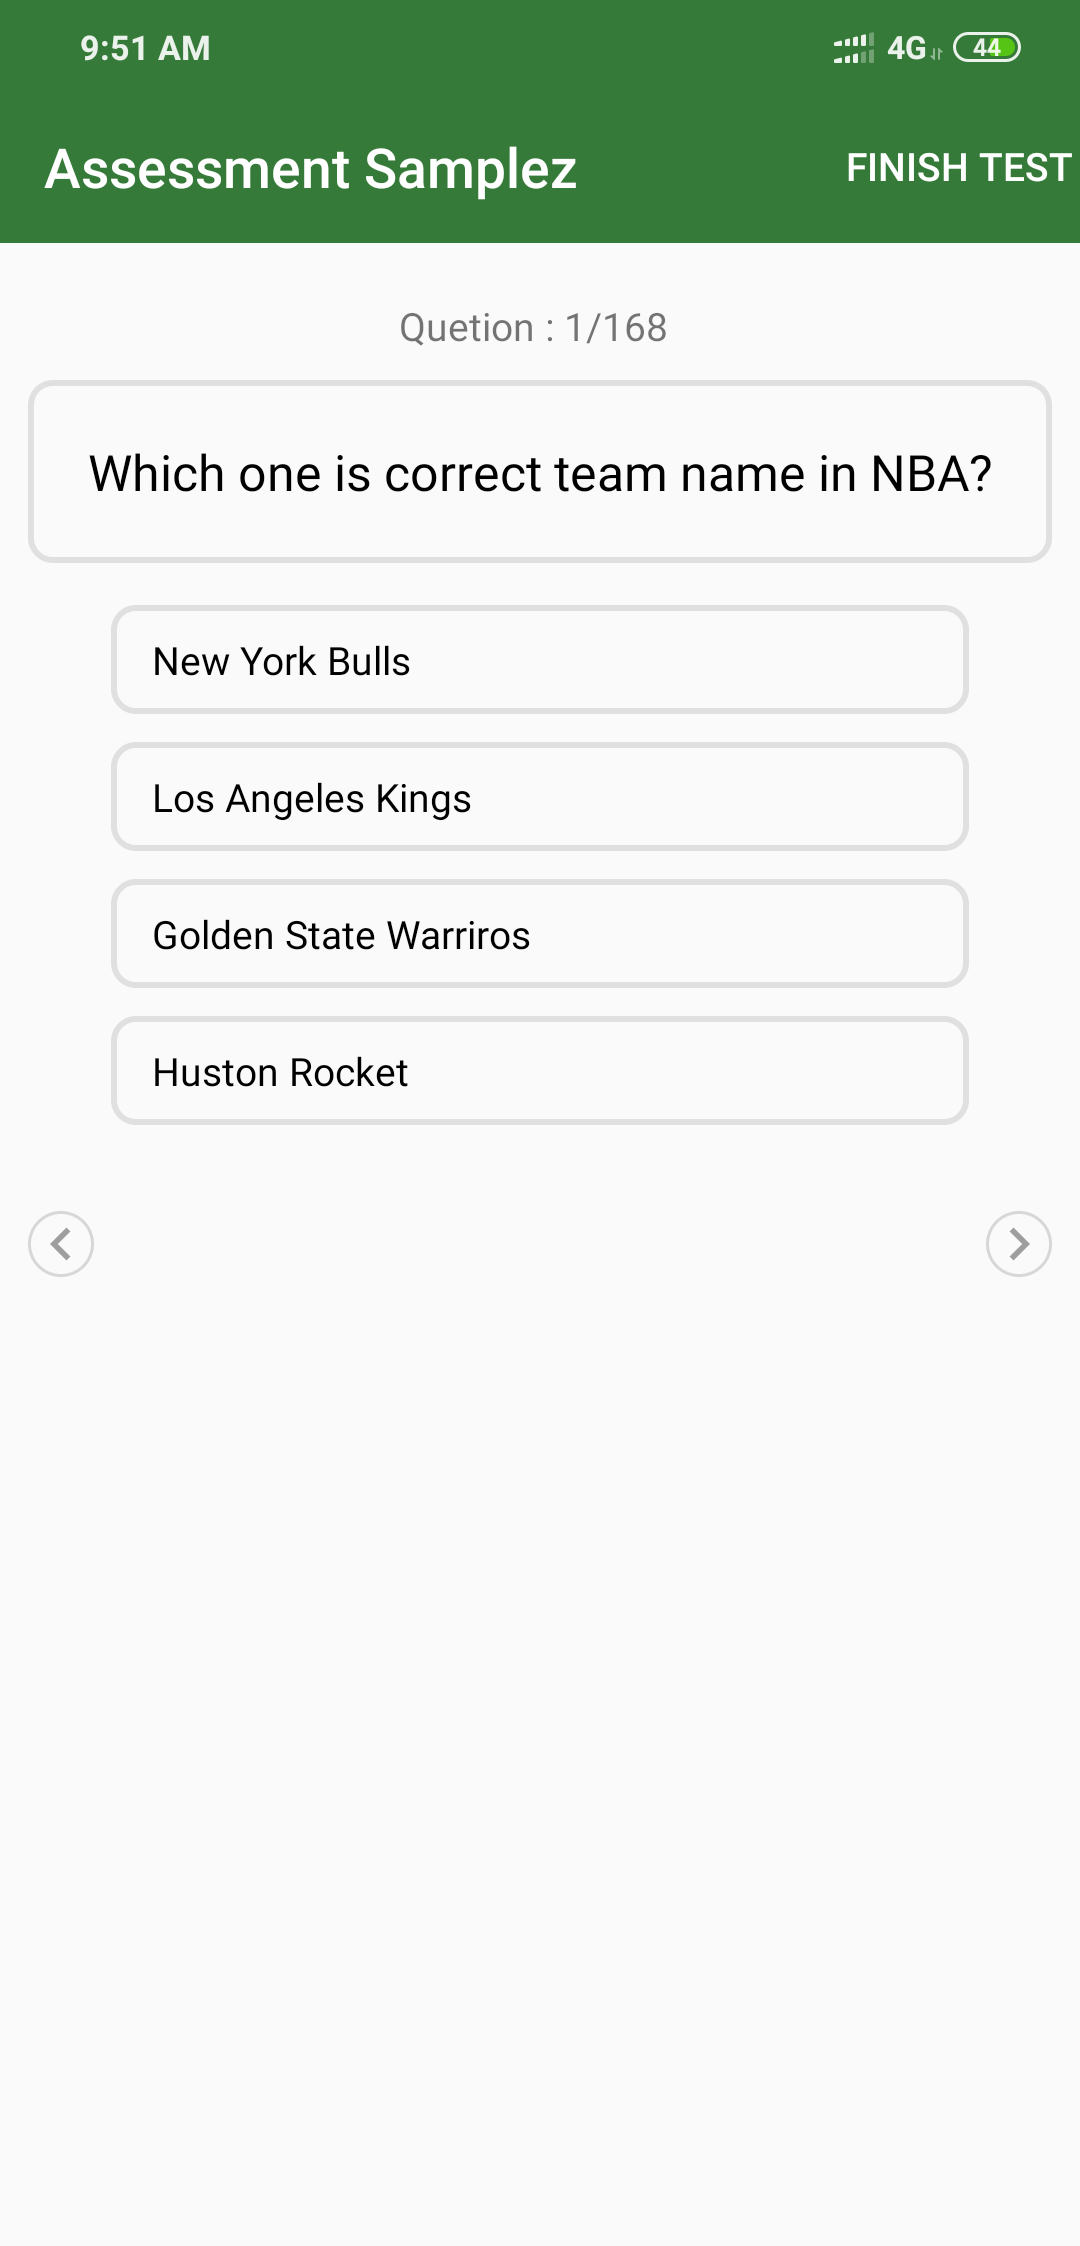 9:51 AM
4G
44
Assessment Samplez
FINISH TEST
Quetion : 1/168
Which one is correct team name in NBA?
New York Bulls
Los Angeles Kings
Golden State Warriros
Huston Rocket